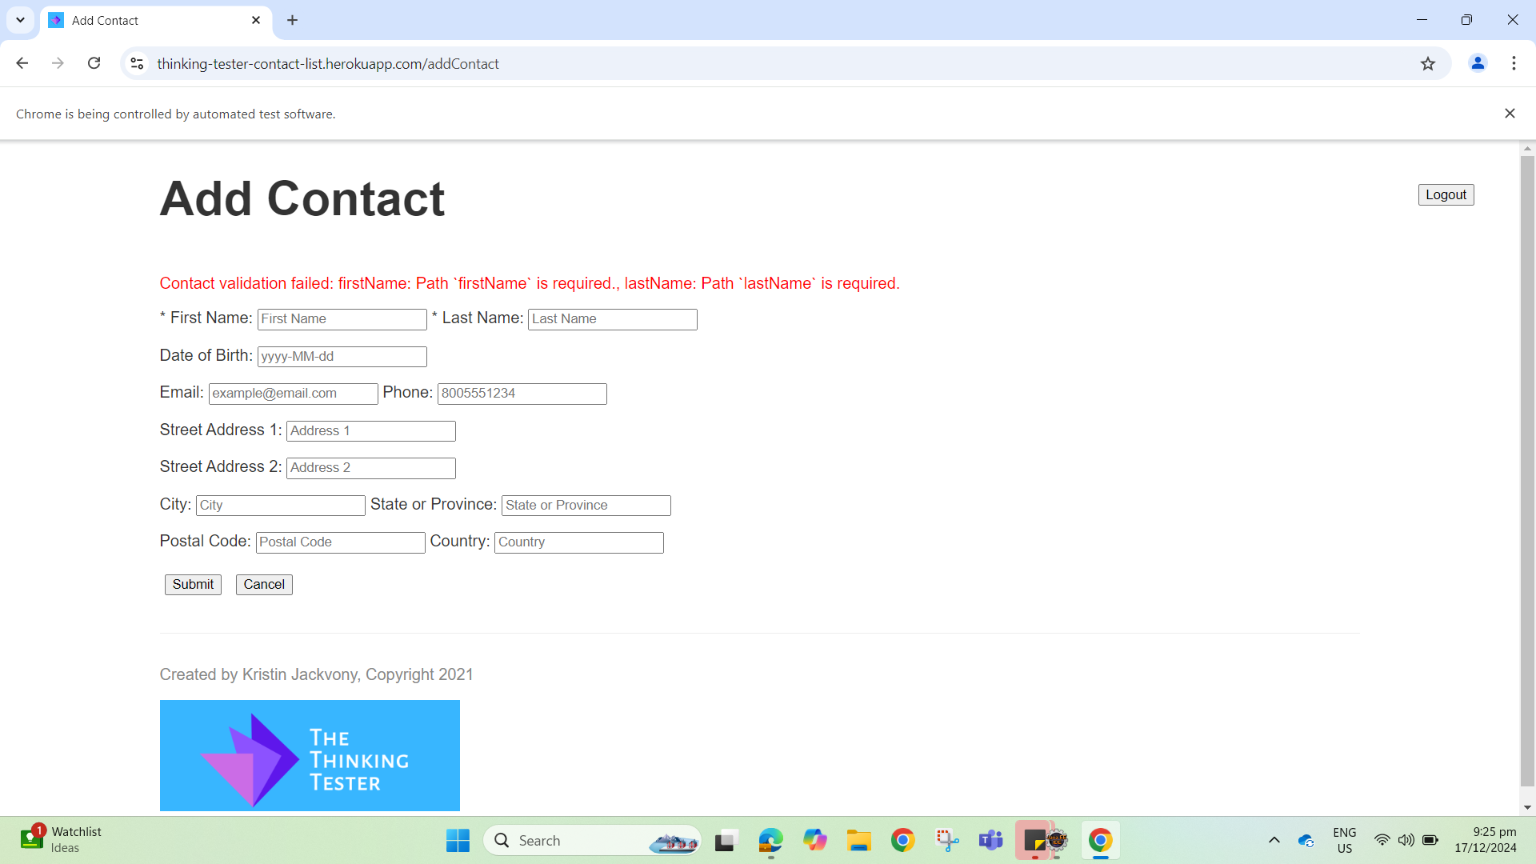 Add Contact
thinking-tester-contact-list.herokuapp.com/addContact
Chrome is being controlled by automated test software.
Add Contact
Logout
Contact validation failed: firstName: Path `firstName` is required., lastName: Path `lastName` is required.
* First Name: First Name * Last Name: Last Name
Date of Birth: yyyy-MM-dd
Email: example@email.com Phone: 8005551234
Street Address 1: Address 1
Street Address 2: Address 2
City: City State or Province: State or Province
Postal Code: Postal Code Country: Country
Submit Cancel
Created by Kristin Jackvony, Copyright 2021
THE
THINKING
TESTER
1
Watchlist
Ideas
Search
ENG
US
9:25 pm
17/12/2024